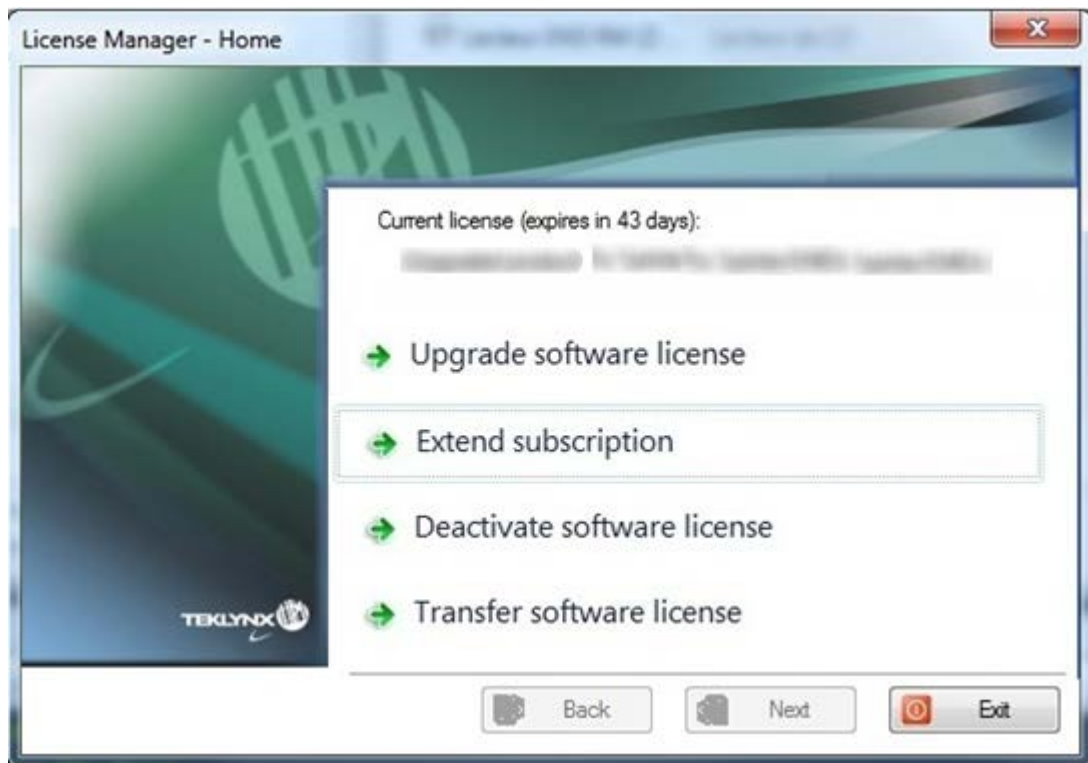 License Manager - Home
Current license (expires in 43 days):
Upgrade software license
Extend subscription
Deactivate software license
Transfer software license
TEKLYNX
Back
Next
Exit